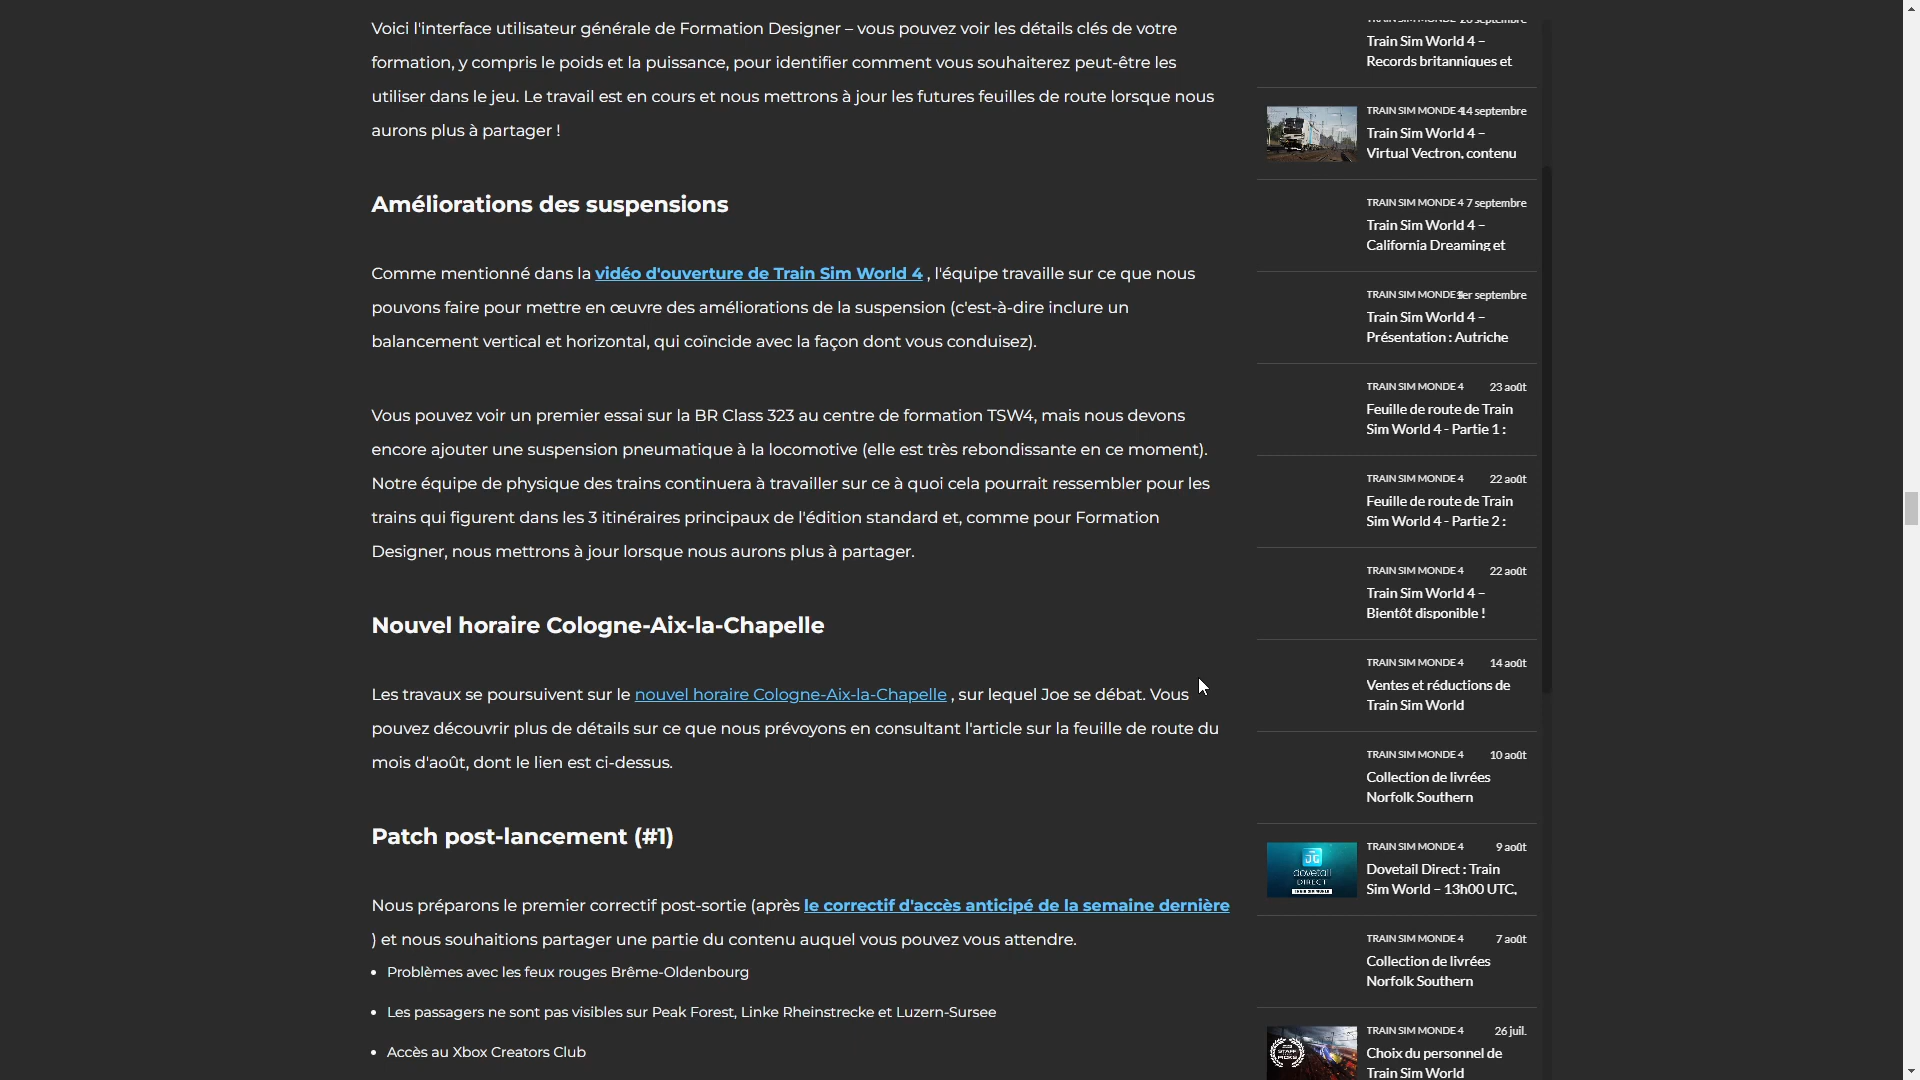 Voici l'interface utilisateur générale de Formation Designer – vous pouvez voir les détails clés de votre
formation, y compris le poids et la puissance, pour identifier comment vous souhaiterez peut-être les
utiliser dans le jeu. Le travail est en cours et nous mettrons à jour les futures feuilles de route lorsque nous
aurons plus à partager !
Améliorations des suspensions
Comme mentionné dans la vidéo d'ouverture de Train Sim World 4 , l'équipe travaille sur ce que nous
pouvons faire pour mettre en œuvre des améliorations de la suspension (c'est-à-dire inclure un
balancement vertical et horizontal, qui coïncide avec la façon dont vous conduisez).
Vous pouvez voir un premier essai sur la BR Class 323 au centre de formation TSW4, mais nous devons
encore ajouter une suspension pneumatique à la locomotive (elle est très rebondissante en ce moment).
Notre équipe de physique des trains continuera à travailler sur ce à quoi cela pourrait ressembler pour les
trains qui figurent dans les 3 itinéraires principaux de l'édition standard et, comme pour Formation
Designer, nous mettrons à jour lorsque nous aurons plus à partager.
Nouvel horaire Cologne-Aix-la-Chapelle
Les travaux se poursuivent sur le nouvel horaire Cologne-Aix-la-Chapelle , sur lequel Joe se débat. Vous
pouvez découvrir plus de détails sur ce que nous prévoyons en consultant l'article sur la feuille de route du
mois d'août, dont le lien est ci-dessus.
Patch post-lancement (#1)
Nous préparons le premier correctif post-sortie (après le correctif d'accès anticipé de la semaine dernière
) et nous souhaitions partager une partie du contenu auquel vous pouvez vous attendre.
• Problèmes avec les feux rouges Brême-Oldenbourg
• Les passagers ne sont pas visibles sur Peak Forest, Linke Rheinstrecke et Luzern-Sursee
• Accès au Xbox Creators Club
septembre
Train Sim World 4 –
Records britanniques et
TRAIN SIM MONDE 4 14 septembre
Train Sim World 4 –
Virtual Vectron, contenu
TRAIN SIM MONDE 4 7 septembre
Train Sim World 4 –
California Dreaming et
TRAIN SIM MONDE 1er septembre
Train Sim World 4 –
Présentation : Autriche
TRAIN SIM MONDE 4 23 août
Feuille de route de Train
Sim World 4 - Partie 1 :
TRAIN SIM MONDE 4 22 août
Feuille de route de Train
Sim World 4 - Partie 2 :
TRAIN SIM MONDE 4 22 août
Train Sim World 4 –
Bientôt disponible !
TRAIN SIM MONDE 4 14 août
Ventes et réductions de
Train Sim World
TRAIN SIM MONDE 4 10 août
Collection de livrées
Norfolk Southern
TRAIN SIM MONDE 4 9 août
dovetail
DIRECT
Dovetail Direct : Train
Sim World – 13h00 UTC,
TRAIN SIM MONDE 4 7 août
Collection de livrées
Norfolk Southern
TRAIN SIM MONDE 4 26 juil.
STAFF
PICKS
Choix du personnel de
Train Sim World